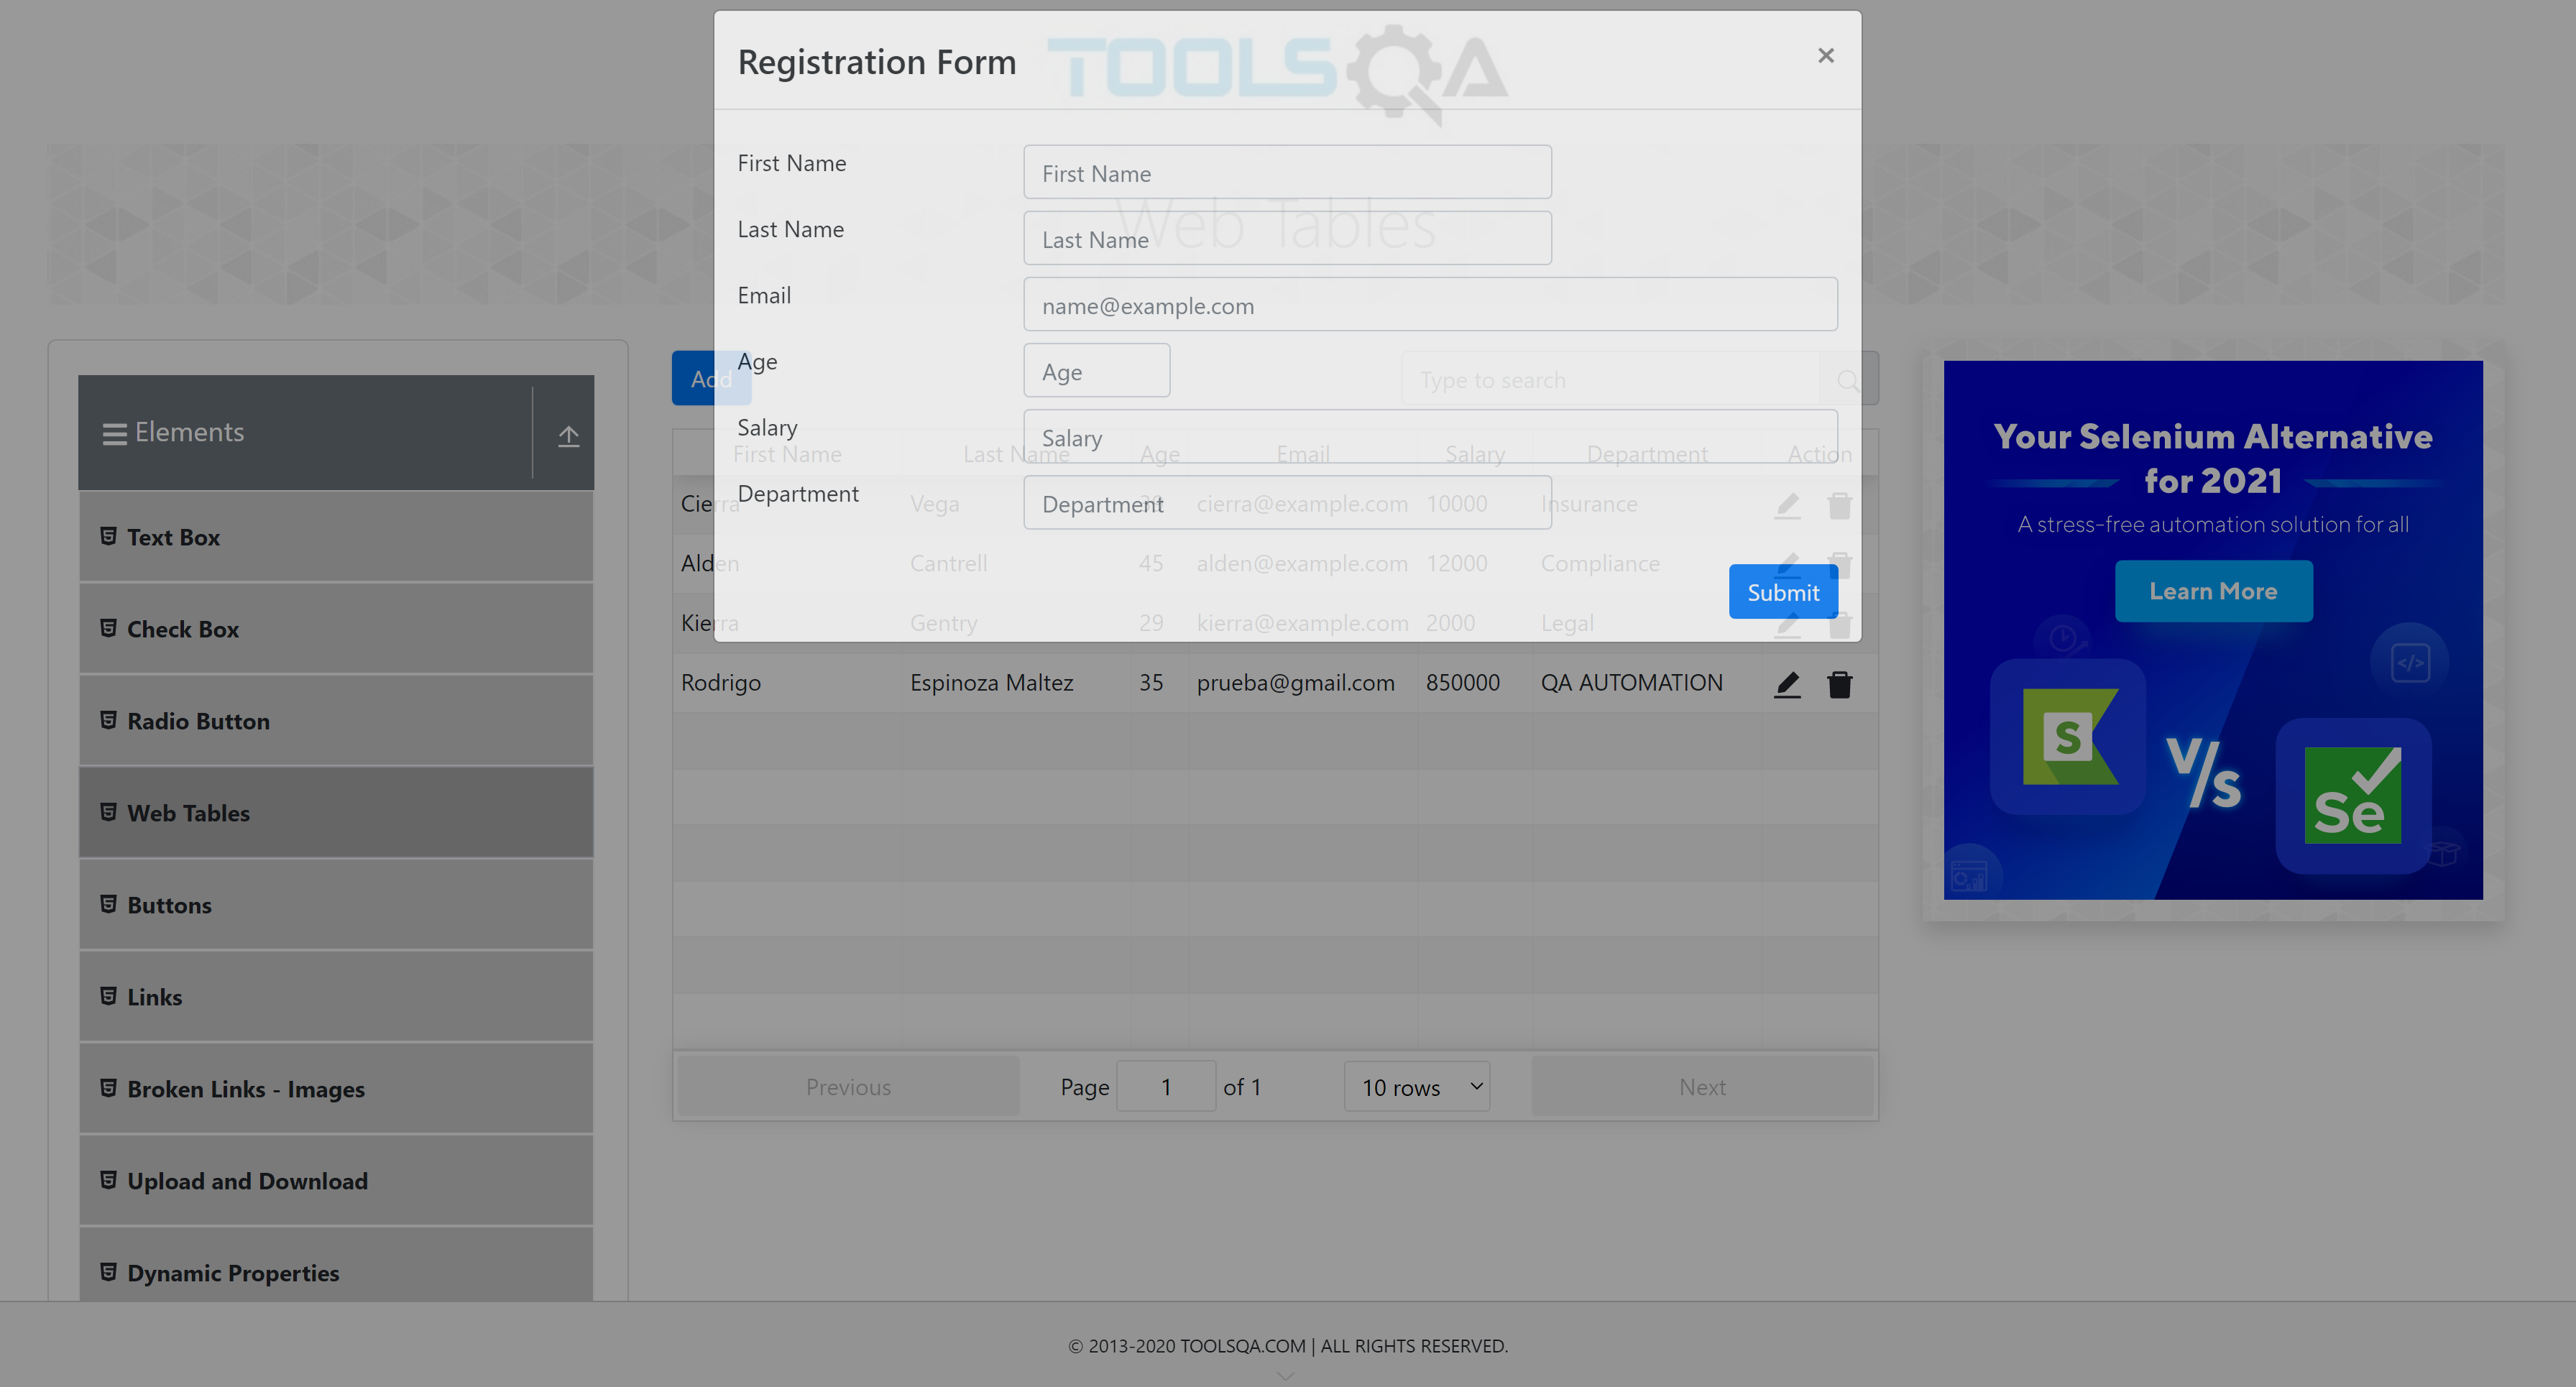 Registration Form
TOOLSQA
×
First Name
First Name
Last Name
Last Name
Web Tables
Email
name@example.com
Age
Age
Add
Type to search
Salary
Salary
First Name Last Name Age Email Salary Department Action
Department
Department
Cierra Vega 39 cierra@example.com 10000 Insurance
Alden Cantrell 45 alden@example.com 12000 Compliance
Submit
Kierra Gentry 29 kierra@example.com 2000 Legal
Rodrigo Espinoza Maltez 35 prueba@gmail.com 850000 QA AUTOMATION
Previous Page 1 of 1 10 rows Next
Elements
Text Box
Check Box
Radio Button
Web Tables
Buttons
Links
Broken Links - Images
Upload and Download
Dynamic Properties
Your Selenium Alternative
for 2021
A stress-free automation solution for all
Learn More
</>
S
V/s
Se
© 2013-2020 TOOLSQA.COM | ALL RIGHTS RESERVED.